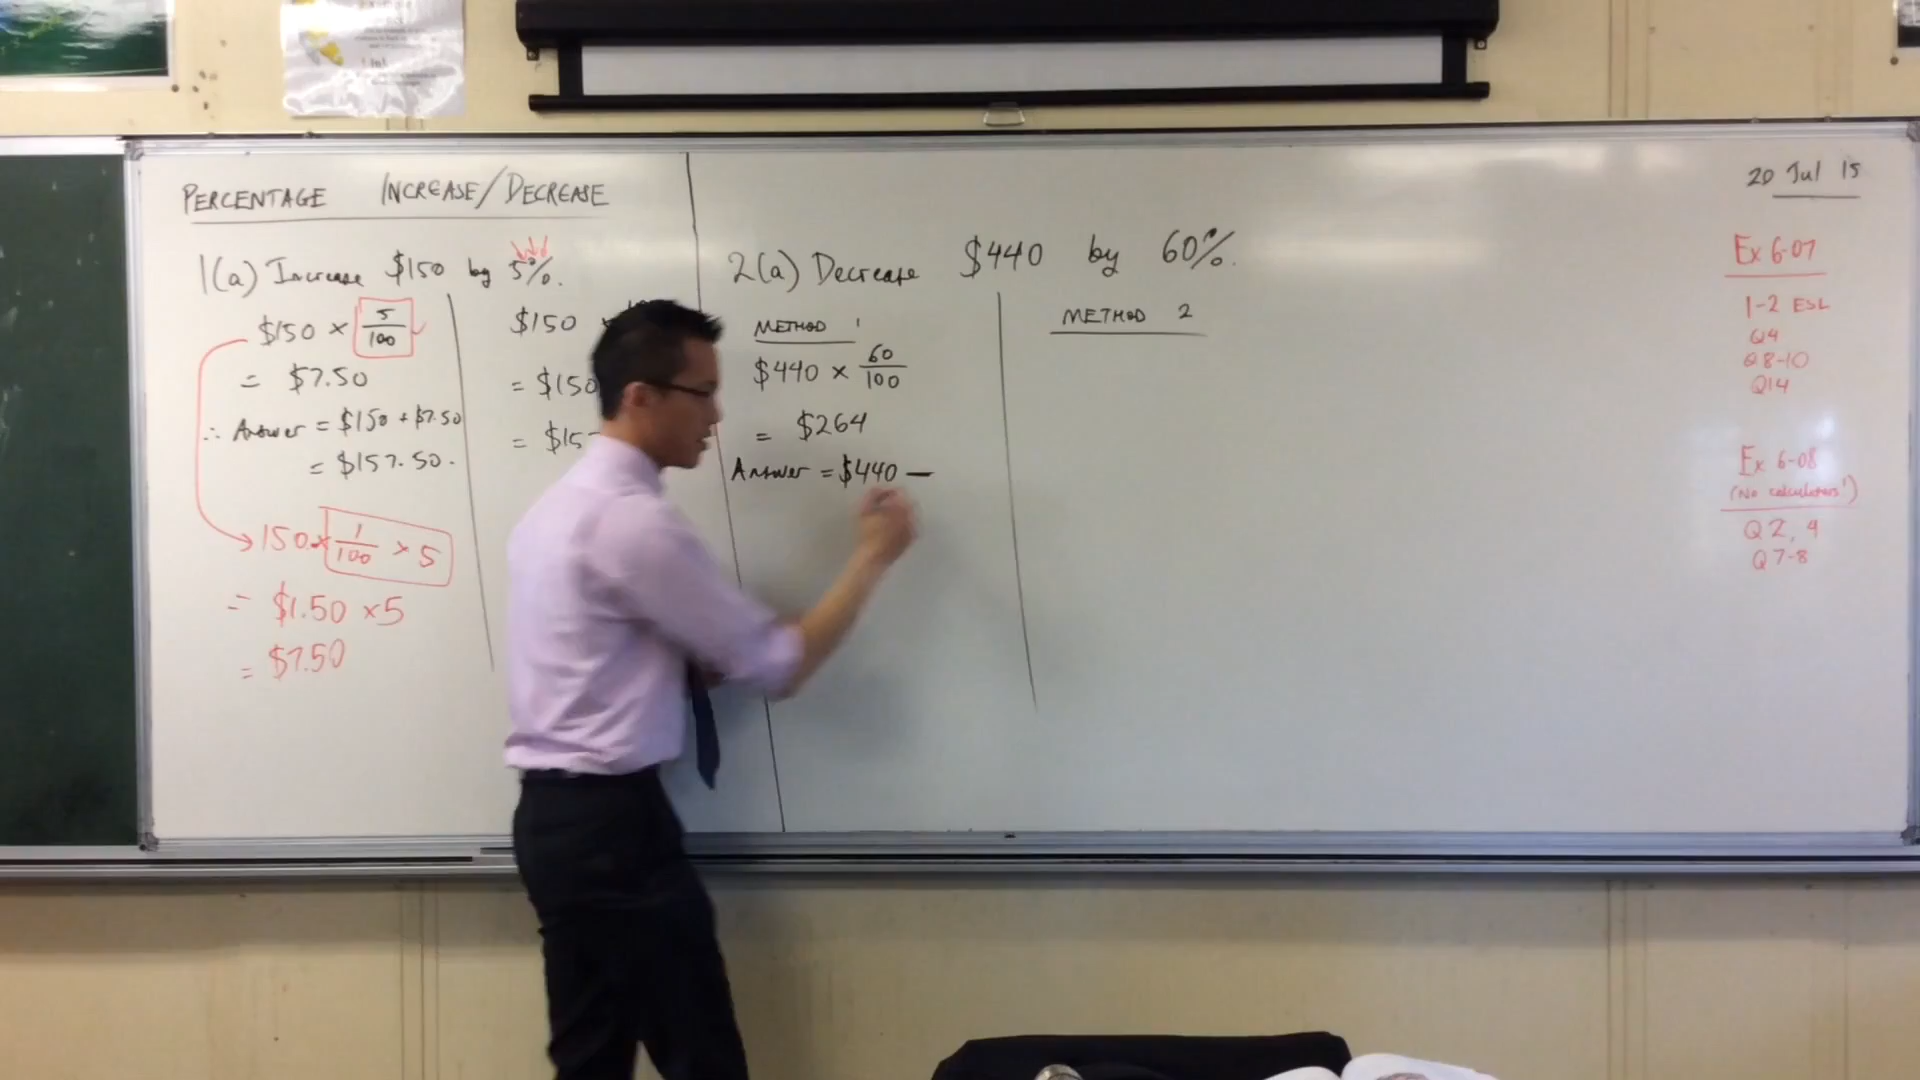 PERCENTAGE INCREASE/DECREASE
1(a) Increase $150 by 5%.
$150 × 5/100
= $7.50
∴ Answer = $150 + $7.50
= $157.50.
150 × 1/100 × 5
= $1.50 × 5
= $7.50
$150
= $150
= $15
2(a) Decrease $440 by 60%.
METHOD 1
$440 × 60/100
= $264
Answer = $440 —
METHOD 2
20 Jul 15
Ex 6-07
1-2 ESL
Q4
Q8-10
Q14
Ex 6-08
(No calculators!)
Q2, 4
Q7-8